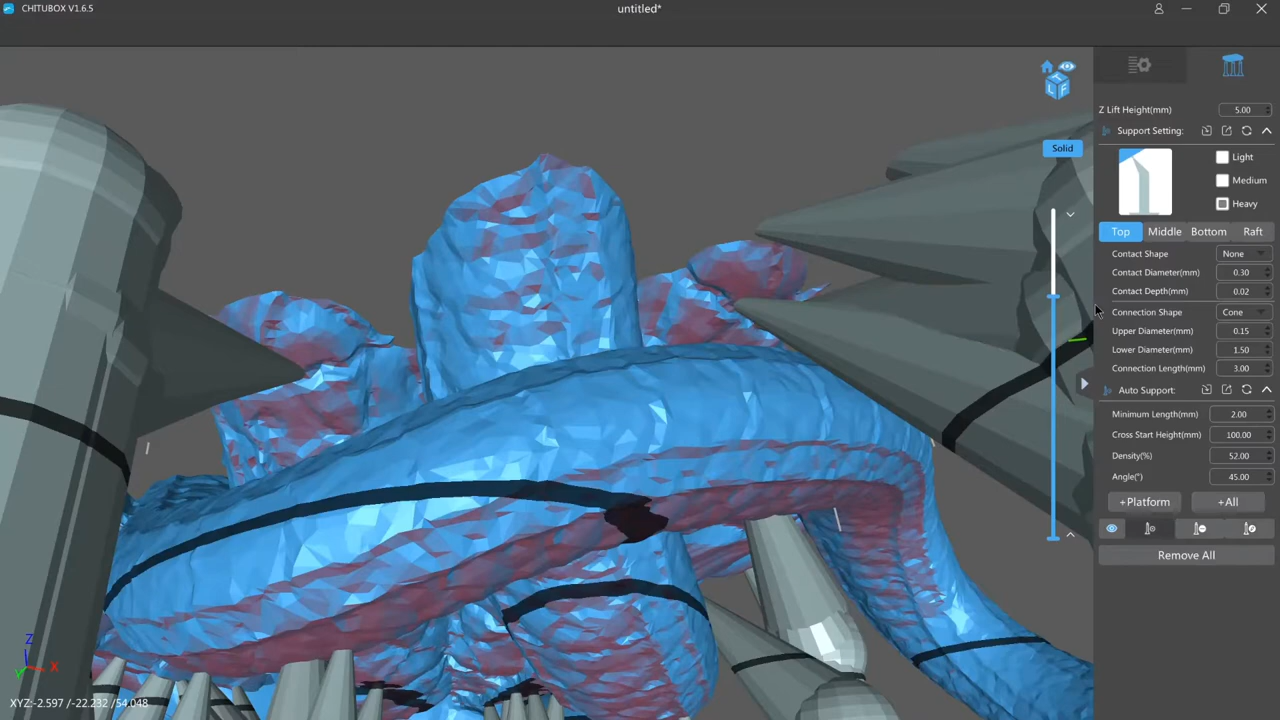 CHITUBOX V1.6.5
untitled*
T
L F
Z Lift Height(mm) 5.00
Support Setting:
Solid
Light
Medium
Heavy
Top Middle Bottom Raft
Contact Shape None
Contact Diameter(mm) 0.30
Contact Depth(mm) 0.02
Connection Shape Cone
Upper Diameter(mm) 0.15
Lower Diameter(mm) 1.50
Connection Length(mm) 3.00
Auto Support:
Minimum Length(mm) 2.00
Cross Start Height(mm) 100.00
Density(%) 52.00
Angle(°) 45.00
+Platform +All
Remove All
Z
X
Y
XYZ:-2.597 /-22.232 /54.048